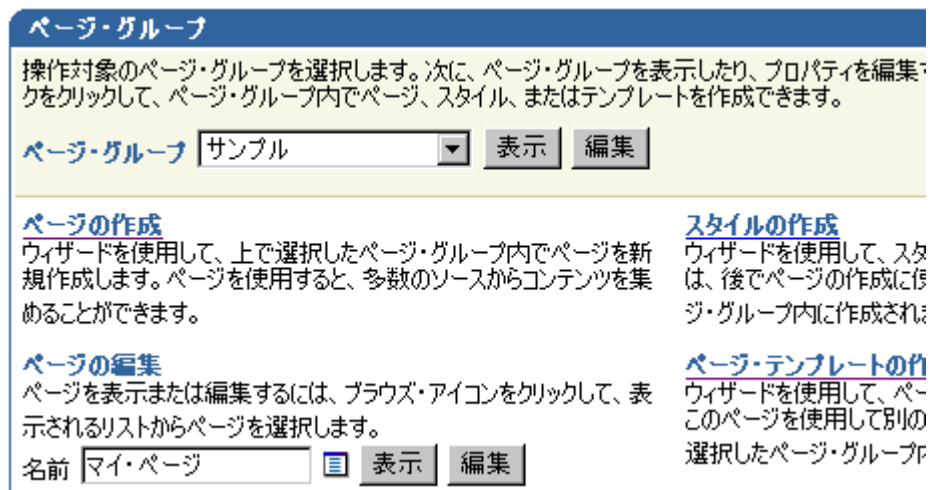 ページ・グループ
操作対象のページ・グループを選択します。次に、ページ・グループを表示したり、プロパティを編集
クをクリックして、ページ・グループ内でページ、スタイル、またはテンプレートを作成できます。
ページ・グループ サンプル 表示 編集
ページの作成
ウィザードを使用して、上で選択したページ・グループ内でページを新
規作成します。ページを使用すると、多数のソースからコンテンツを集
めることができます。
スタイルの作成
ウィザードを使用して、スタ
は、後でページの作成に使
ジ・グループ内に作成されま
ページの編集
ページを表示または編集するには、ブラウズ・アイコンをクリックして、表
示されるリストからページを選択します。
名前 マイ・ページ 表示 編集
ページ・テンプレートの作
ウィザードを使用して、ペー
このページを使用して別の
選択したページ・グループ内